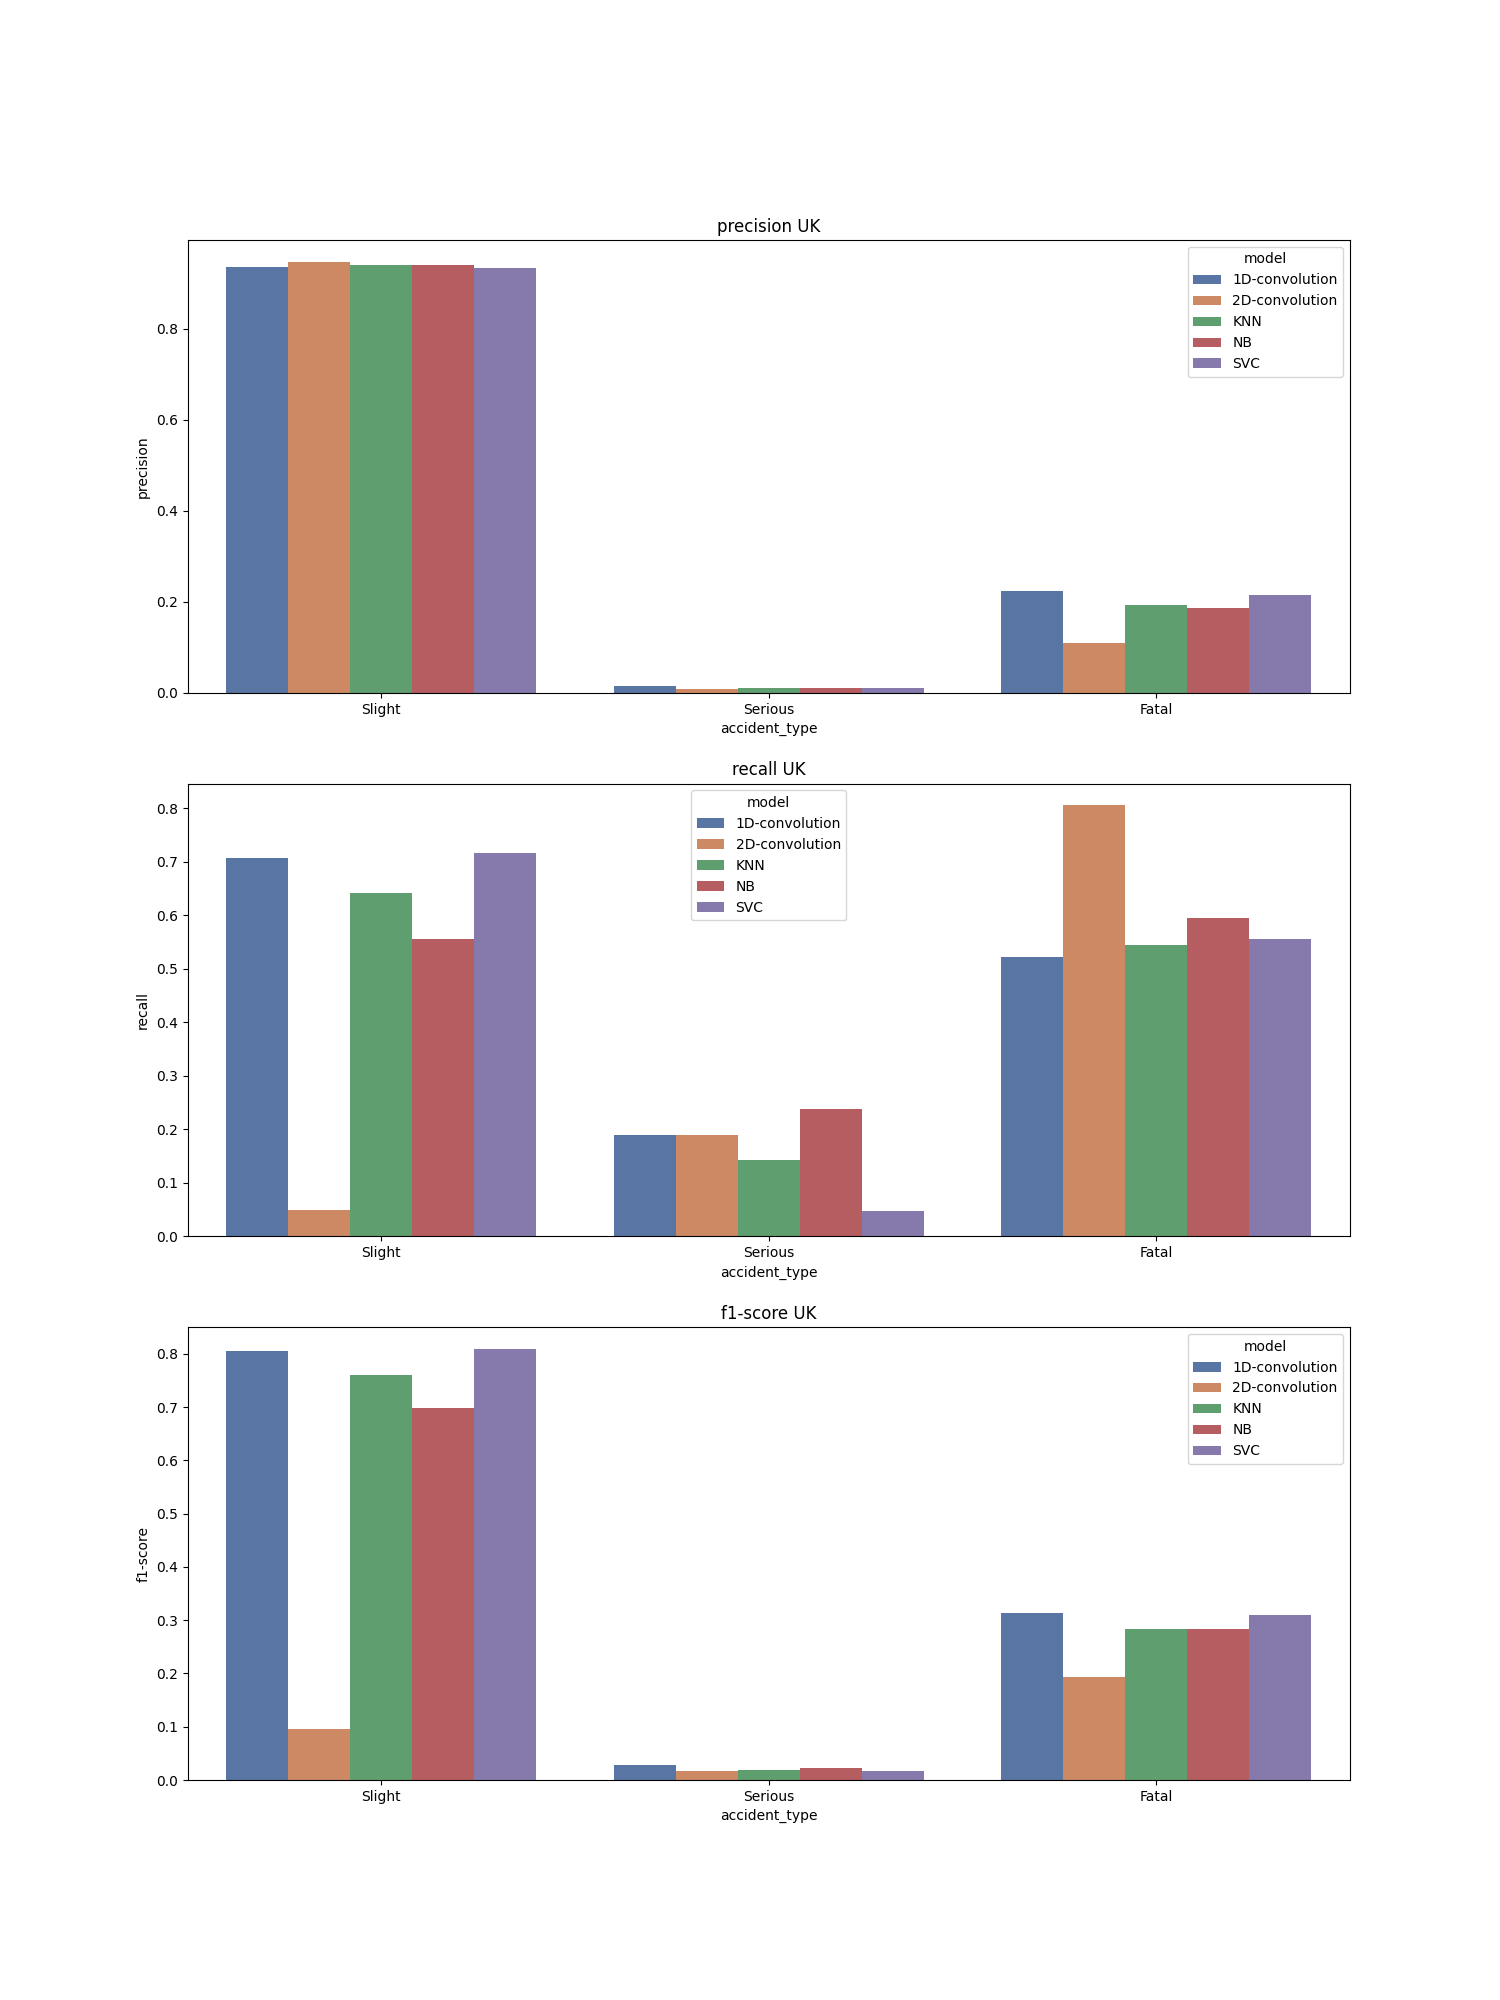 precision UK
model
1D-convolution
2D-convolution
KNN
NB
SVC
0.8
0.6
0.4
0.2
0.0
precision
Slight Serious Fatal
accident_type
recall UK
model
1D-convolution
2D-convolution
KNN
NB
SVC
0.8
0.7
0.6
0.5
0.4
0.3
0.2
0.1
0.0
recall
Slight Serious Fatal
accident_type
f1-score UK
model
1D-convolution
2D-convolution
KNN
NB
SVC
0.8
0.7
0.6
0.5
0.4
0.3
0.2
0.1
0.0
f1-score
Slight Serious Fatal
accident_type